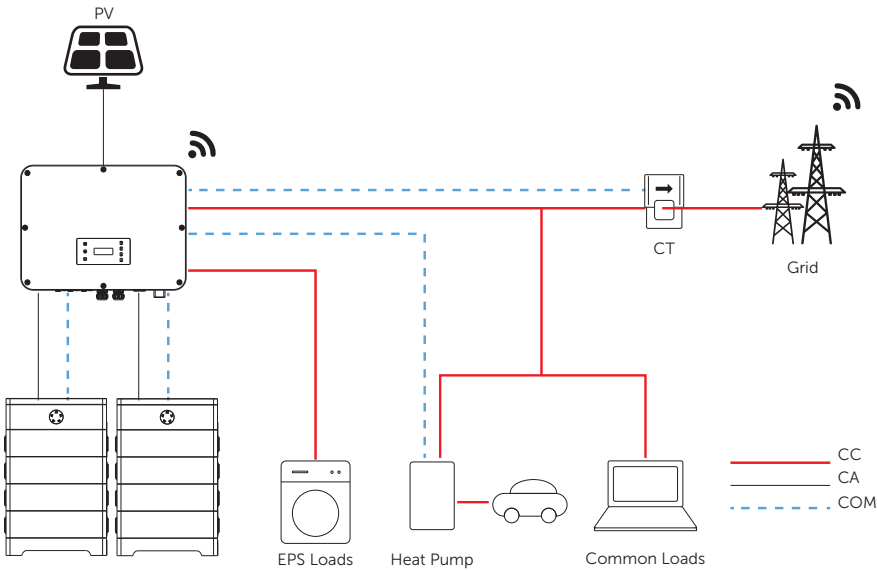 PV
CT
Grid
CC
CA
COM
EPS Loads
Heat Pump
Common Loads